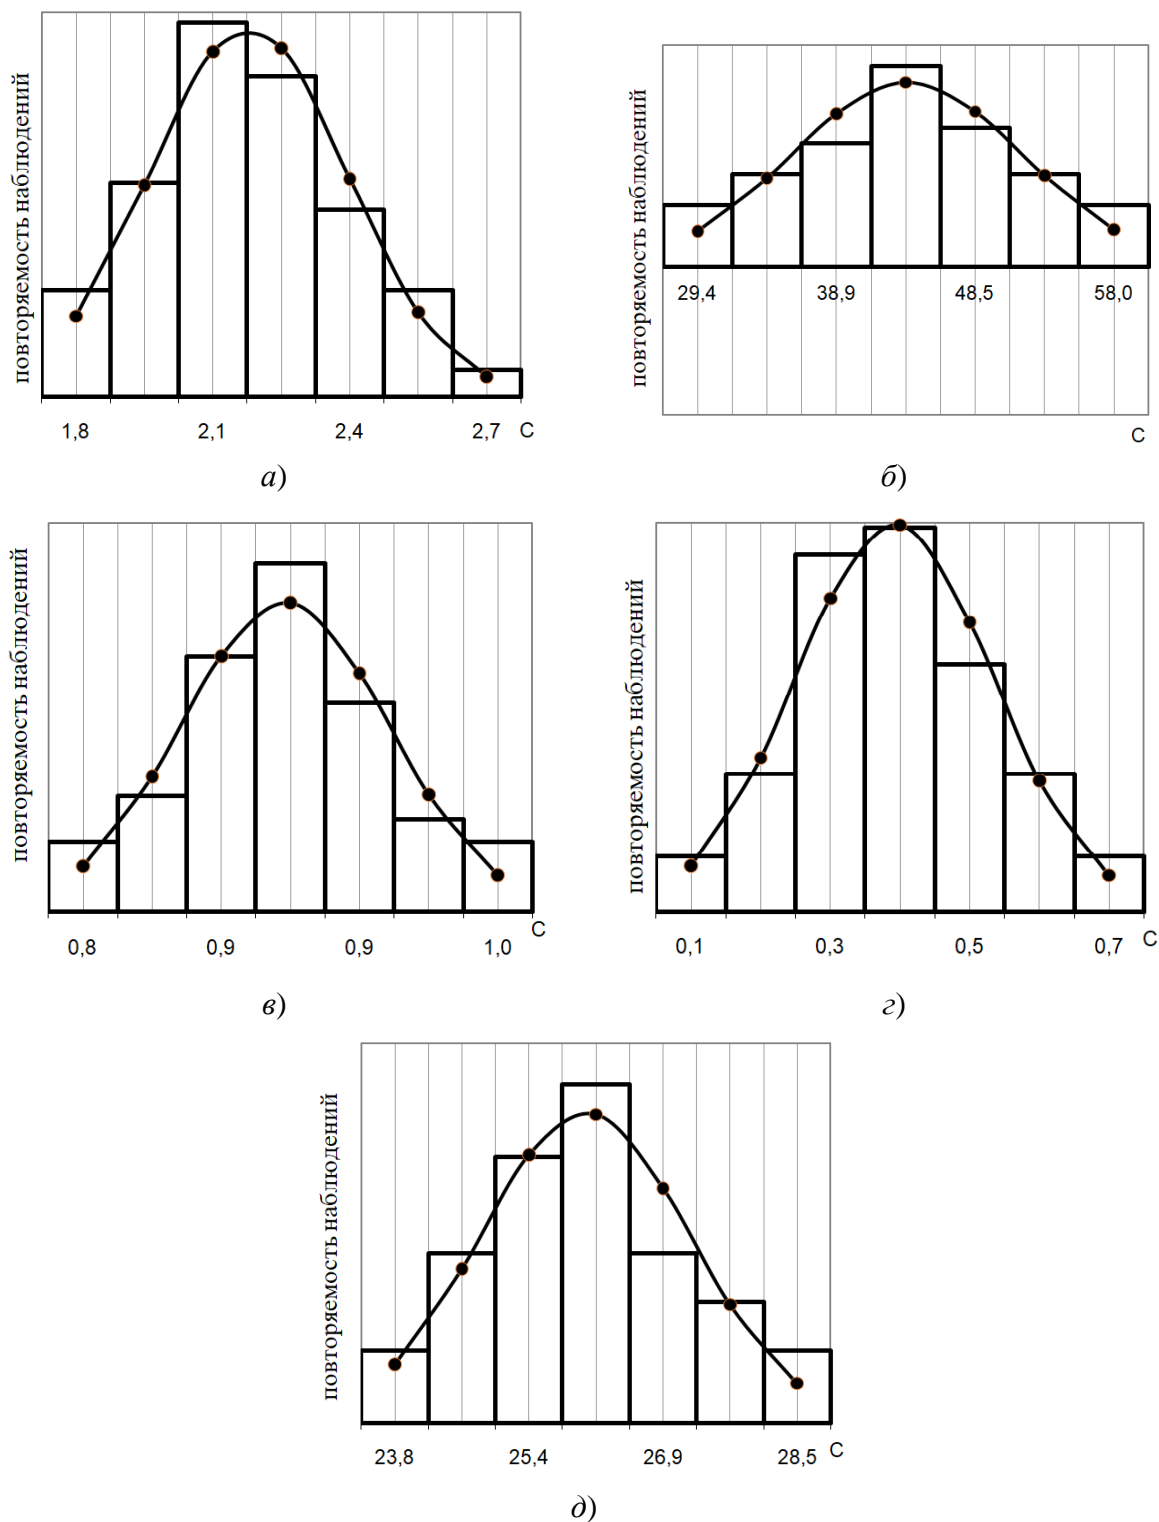 повторяемость наблюдений
1,8 2,1 2,4 2,7 С
а)
повторяемость наблюдений
29,4 38,9 48,5 58,0
С
б)
повторяемость наблюдений
0,8 0,9 0,9 1,0 С
в)
повторяемость наблюдений
0,1 0,3 0,5 0,7 С
г)
повторяемость наблюдений
23,8 25,4 26,9 28,5 С
д)